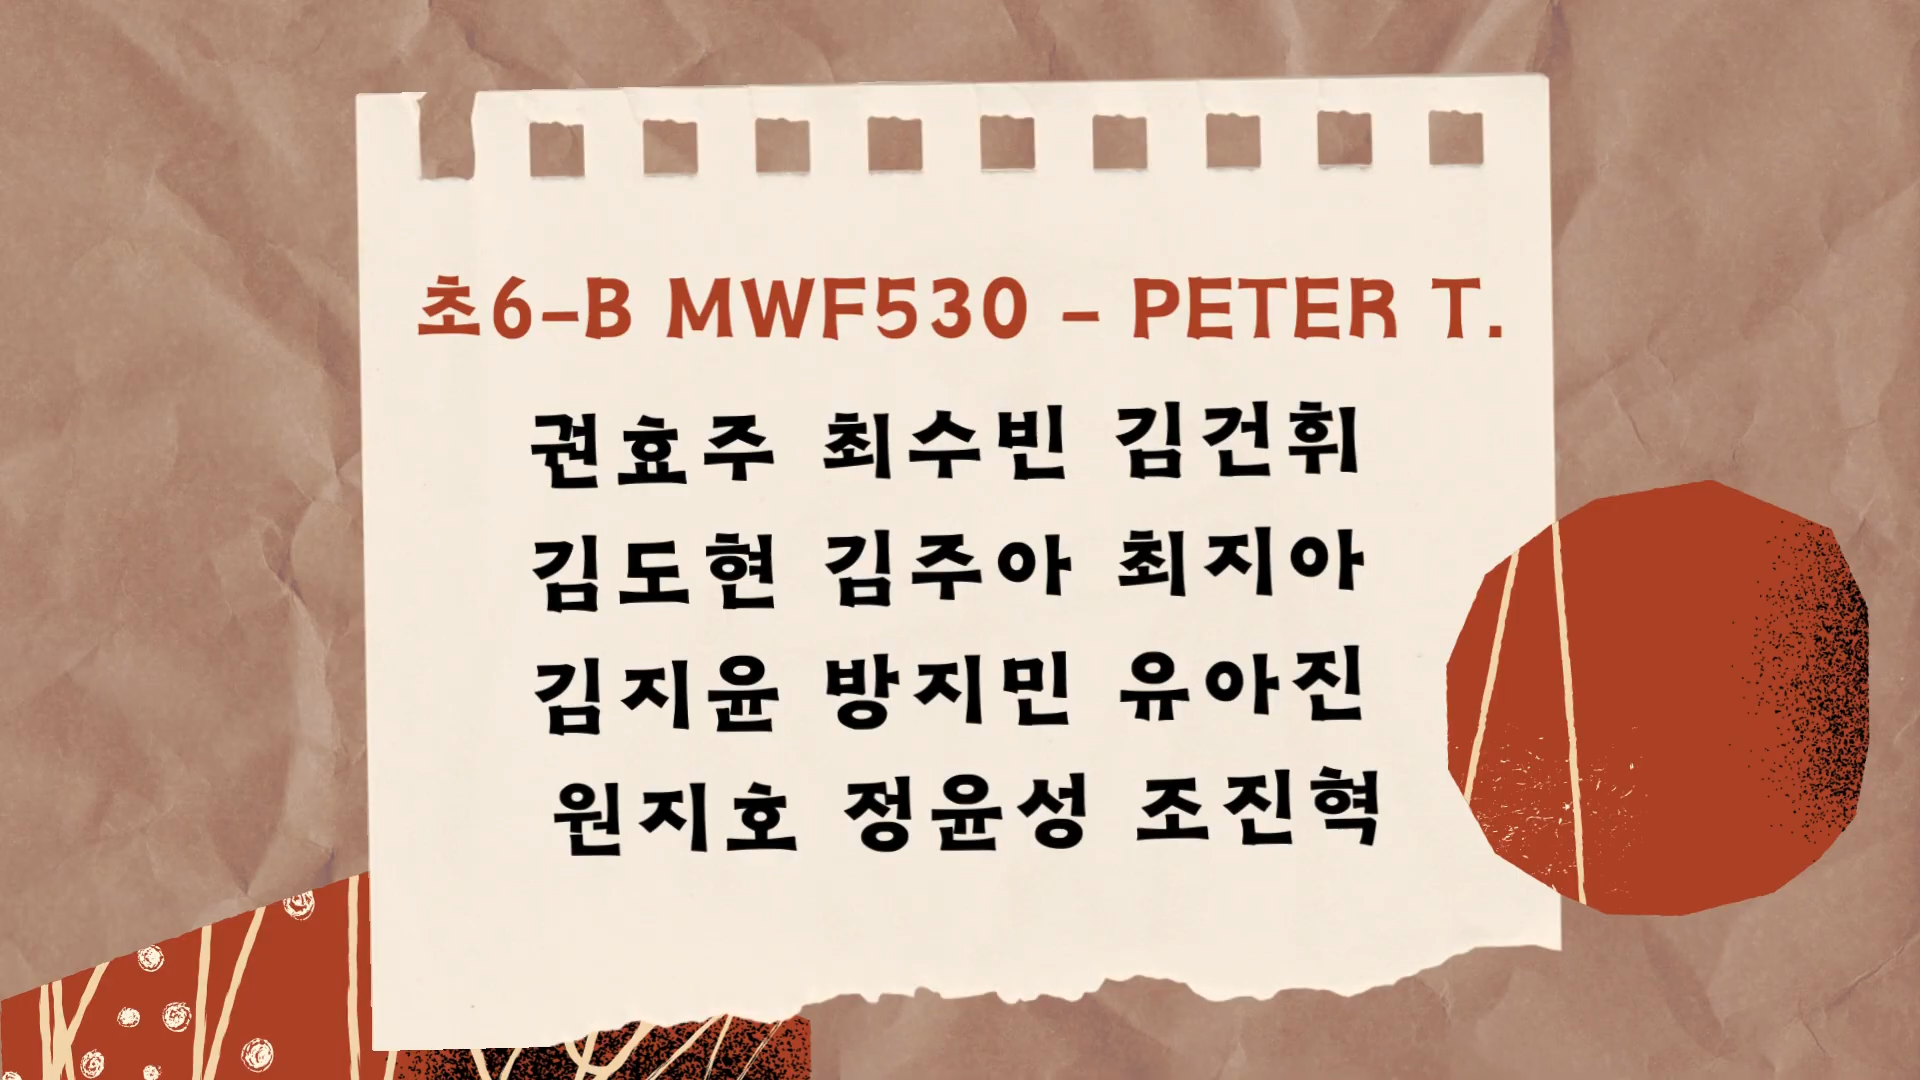 초6-B MWF530 - PETER T.
권효주 최수빈 김건휘
김도현 김주아 최지아
김지윤 방지민 유아진
원지호 정윤성 조진혁